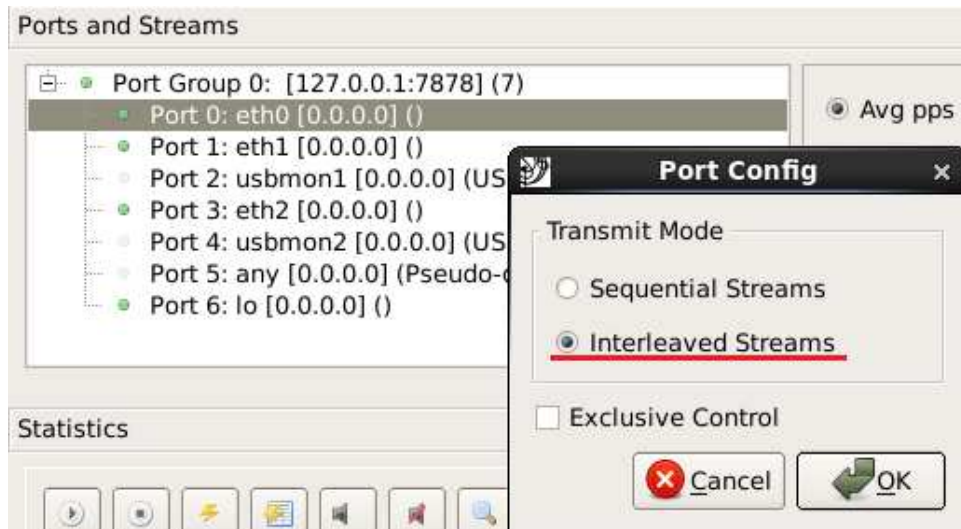 Ports and Streams
Port Group 0: [127.0.0.1:7878] (7)
Port 0: eth0 [0.0.0.0] ()
Port 1: eth1 [0.0.0.0] ()
Port 2: usbmon1 [0.0.0.0] (US
Port 3: eth2 [0.0.0.0] ()
Port 4: usbmon2 [0.0.0.0] (US
Port 5: any [0.0.0.0] (Pseudo-
Port 6: lo [0.0.0.0] ()
Avg pps
Port Config
Transmit Mode
Sequential Streams
Interleaved Streams
Exclusive Control
Cancel
OK
Statistics